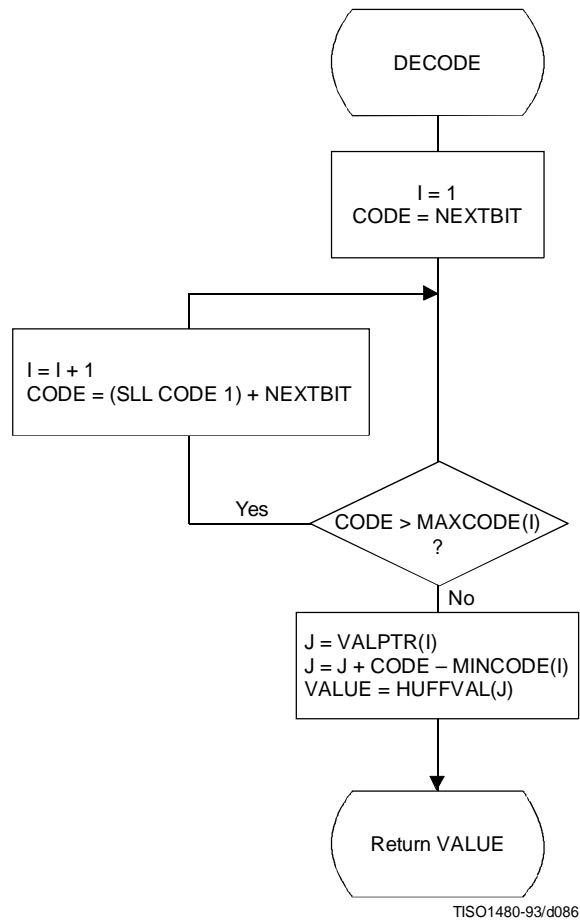 DECODE
I = 1
CODE = NEXTBIT
I = I + 1
CODE = (SLL CODE 1) + NEXTBIT
Yes
CODE > MAXCODE(I)
?
No
J = VALPTR(I)
J = J + CODE – MINCODE(I)
VALUE = HUFFVAL(J)
Return VALUE
TISO1480-93/d086